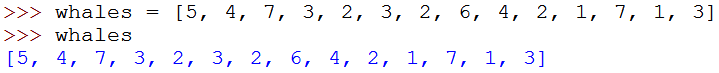 >>> whales = [5, 4, 7, 3, 2, 3, 2, 6, 4, 2, 1, 7, 1, 3]
>>> whales
[5, 4, 7, 3, 2, 3, 2, 6, 4, 2, 1, 7, 1, 3]